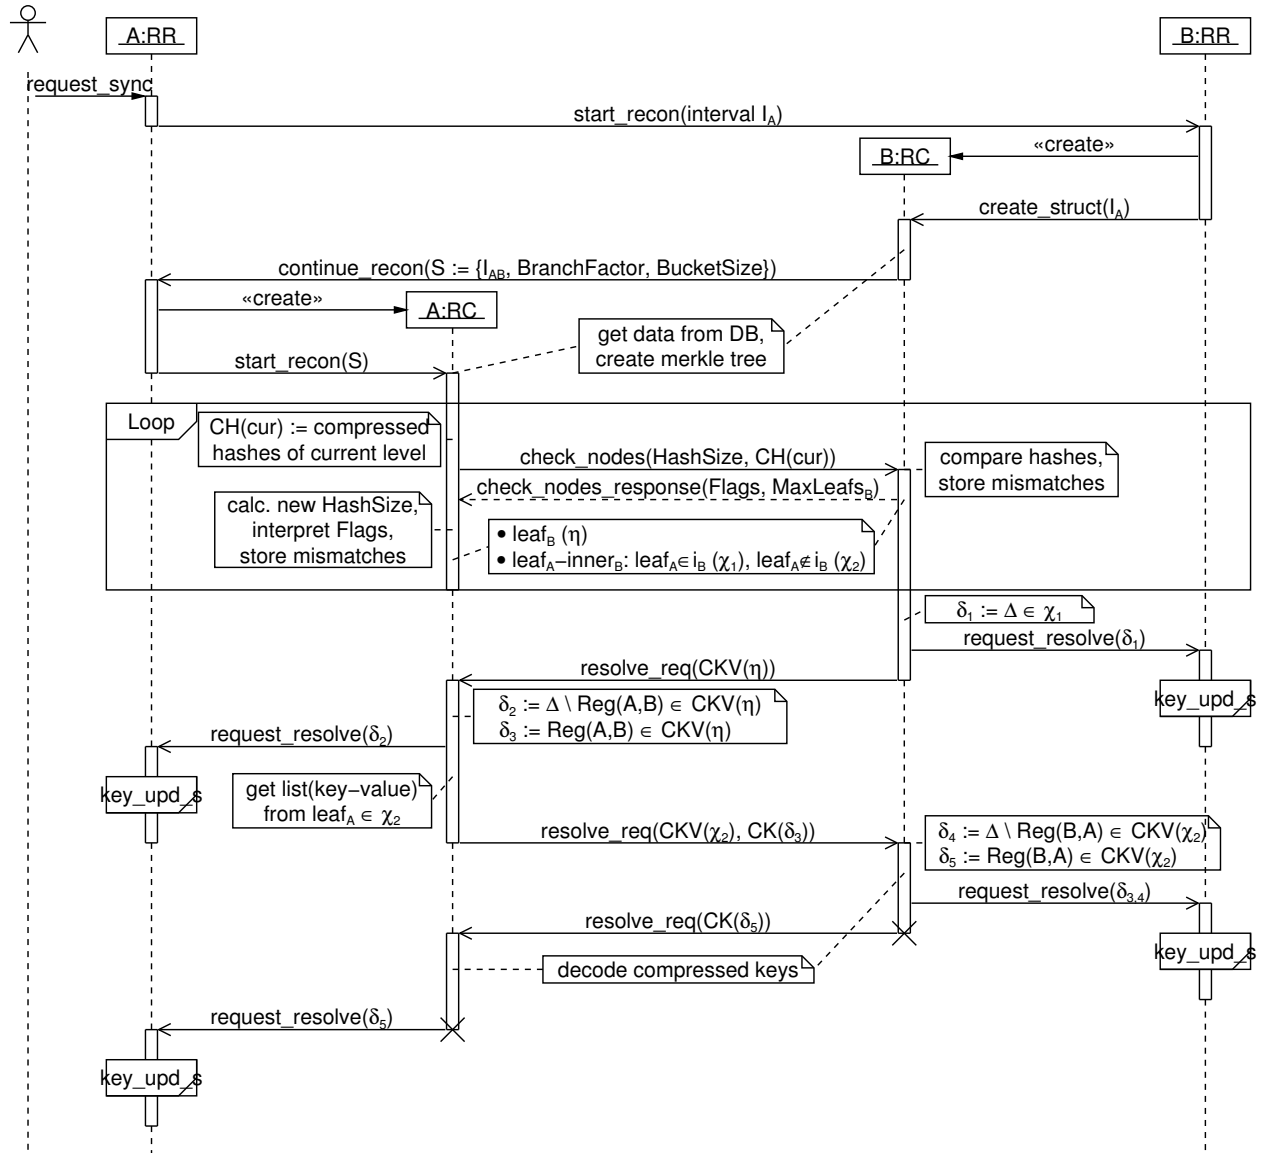 A:RR
B:RR
request_sync
start_recon(interval I_A)
B:RC
«create»
create_struct(I_A)
continue_recon(S := {I_AB, BranchFactor, BucketSize})
«create»
A:RC
get data from DB,
create merkle tree
start_recon(S)
Loop
CH(cur) := compressed
hashes of current level
check_nodes(HashSize, CH(cur))
compare hashes,
store mismatches
check_nodes_response(Flags, MaxLeafs_B)
calc. new HashSize,
interpret Flags,
store mismatches
• leaf_B (η)
• leaf_A−inner_B: leaf_A∈ i_B (χ_1), leaf_A∉ i_B (χ_2)
δ_1 := Δ ∈ χ_1
request_resolve(δ_1)
resolve_req(CKV(η))
key_upd_s
δ_2 := Δ \ Reg(A,B) ∈ CKV(η)
δ_3 := Reg(A,B) ∈ CKV(η)
request_resolve(δ_2)
key_upd_s
get list(key−value)
from leaf_A ∈ χ_2
resolve_req(CKV(χ_2), CK(δ_3))
δ_4 := Δ \ Reg(B,A) ∈ CKV(χ_2)
δ_5 := Reg(B,A) ∈ CKV(χ_2)
request_resolve(δ_3,4)
resolve_req(CK(δ_5))
key_upd_s
decode compressed keys
request_resolve(δ_5)
key_upd_s